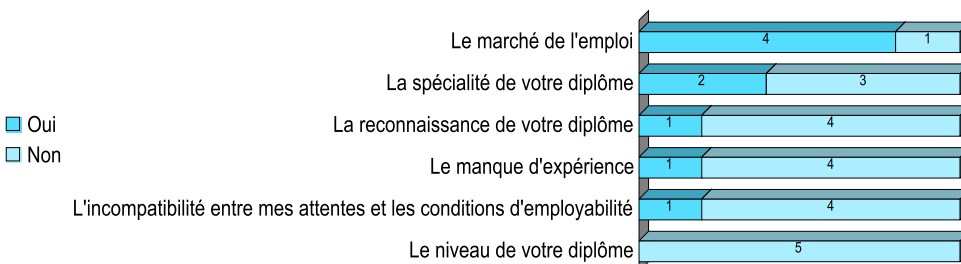 Le marché de l'emploi 4 1
La spécialité de votre diplôme 2 3
Oui
La reconnaissance de votre diplôme 1 4
Non
Le manque d'expérience 1 4
L'incompatibilité entre mes attentes et les conditions d'employabilité 1 4
Le niveau de votre diplôme 5